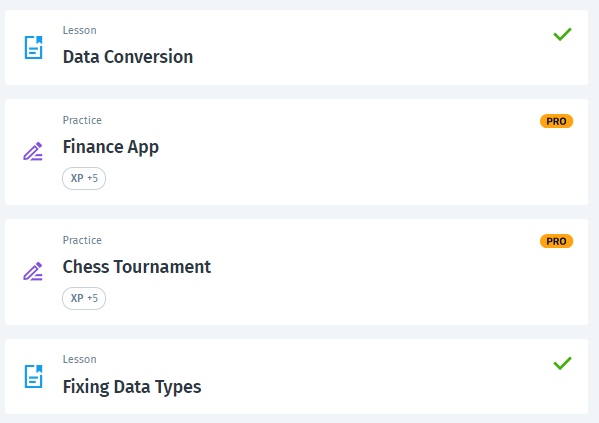 Lesson
Data Conversion
Practice
PRO
Finance App
XP +5
Practice
PRO
Chess Tournament
XP +5
Lesson
Fixing Data Types